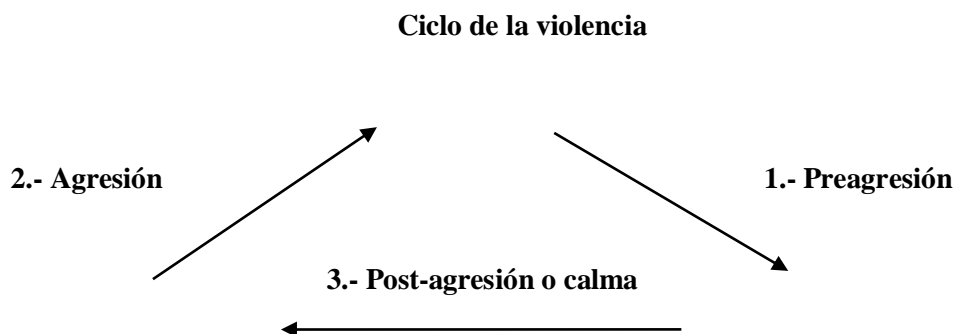 Ciclo de la violencia
2.- Agresión
1.- Preagresión
3.- Post-agresión o calma